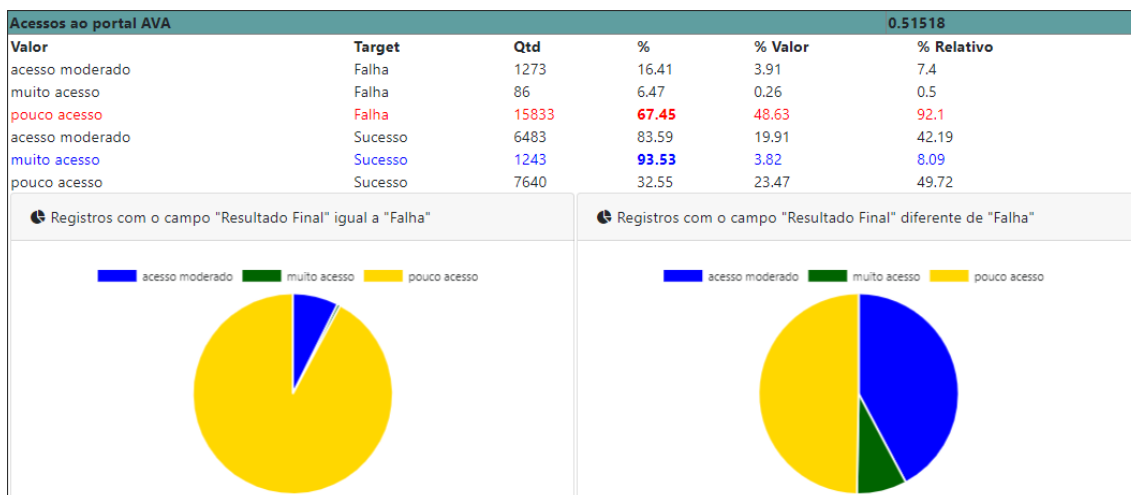 Acessos ao portal AVA 0.51518
Valor Target Qtd % % Valor % Relativo
acesso moderado Falha 1273 16.41 3.91 7.4
muito acesso Falha 86 6.47 0.26 0.5
pouco acesso Falha 15833 67.45 48.63 92.1
acesso moderado Sucesso 6483 83.59 19.91 42.19
muito acesso Sucesso 1243 93.53 3.82 8.09
pouco acesso Sucesso 7640 32.55 23.47 49.72
Registros com o campo "Resultado Final" igual a "Falha"
acesso moderado muito acesso pouco acesso
Registros com o campo "Resultado Final" diferente de "Falha"
acesso moderado muito acesso pouco acesso